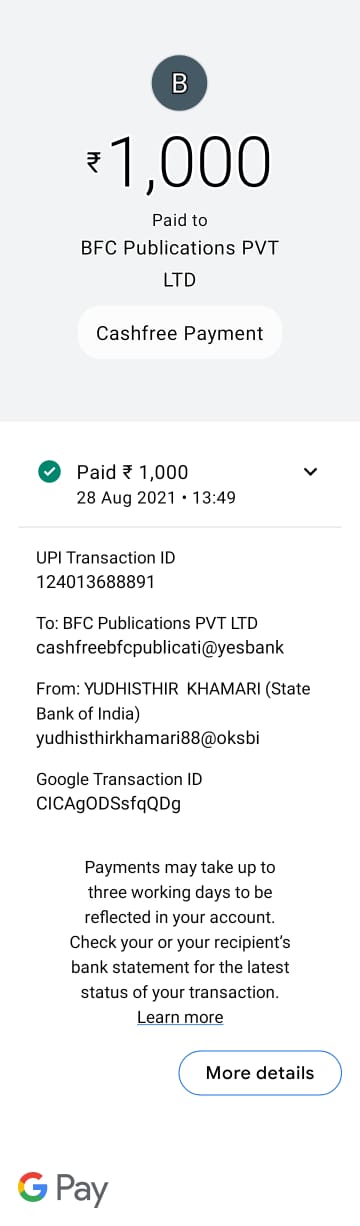 B
₹1,000
Paid to
BFC Publications PVT
LTD
Cashfree Payment
Paid ₹ 1,000
28 Aug 2021 • 13:49
UPI Transaction ID
124013688891
To: BFC Publications PVT LTD
cashfreebfcpublicati@yesbank
From: YUDHISTHIR KHAMARI (State
Bank of India)
yudhisthirkhamari88@oksbi
Google Transaction ID
CICAgODSsfqQDg
Payments may take up to
three working days to be
reflected in your account.
Check your or your recipient's
bank statement for the latest
status of your transaction.
Learn more
More details
G Pay